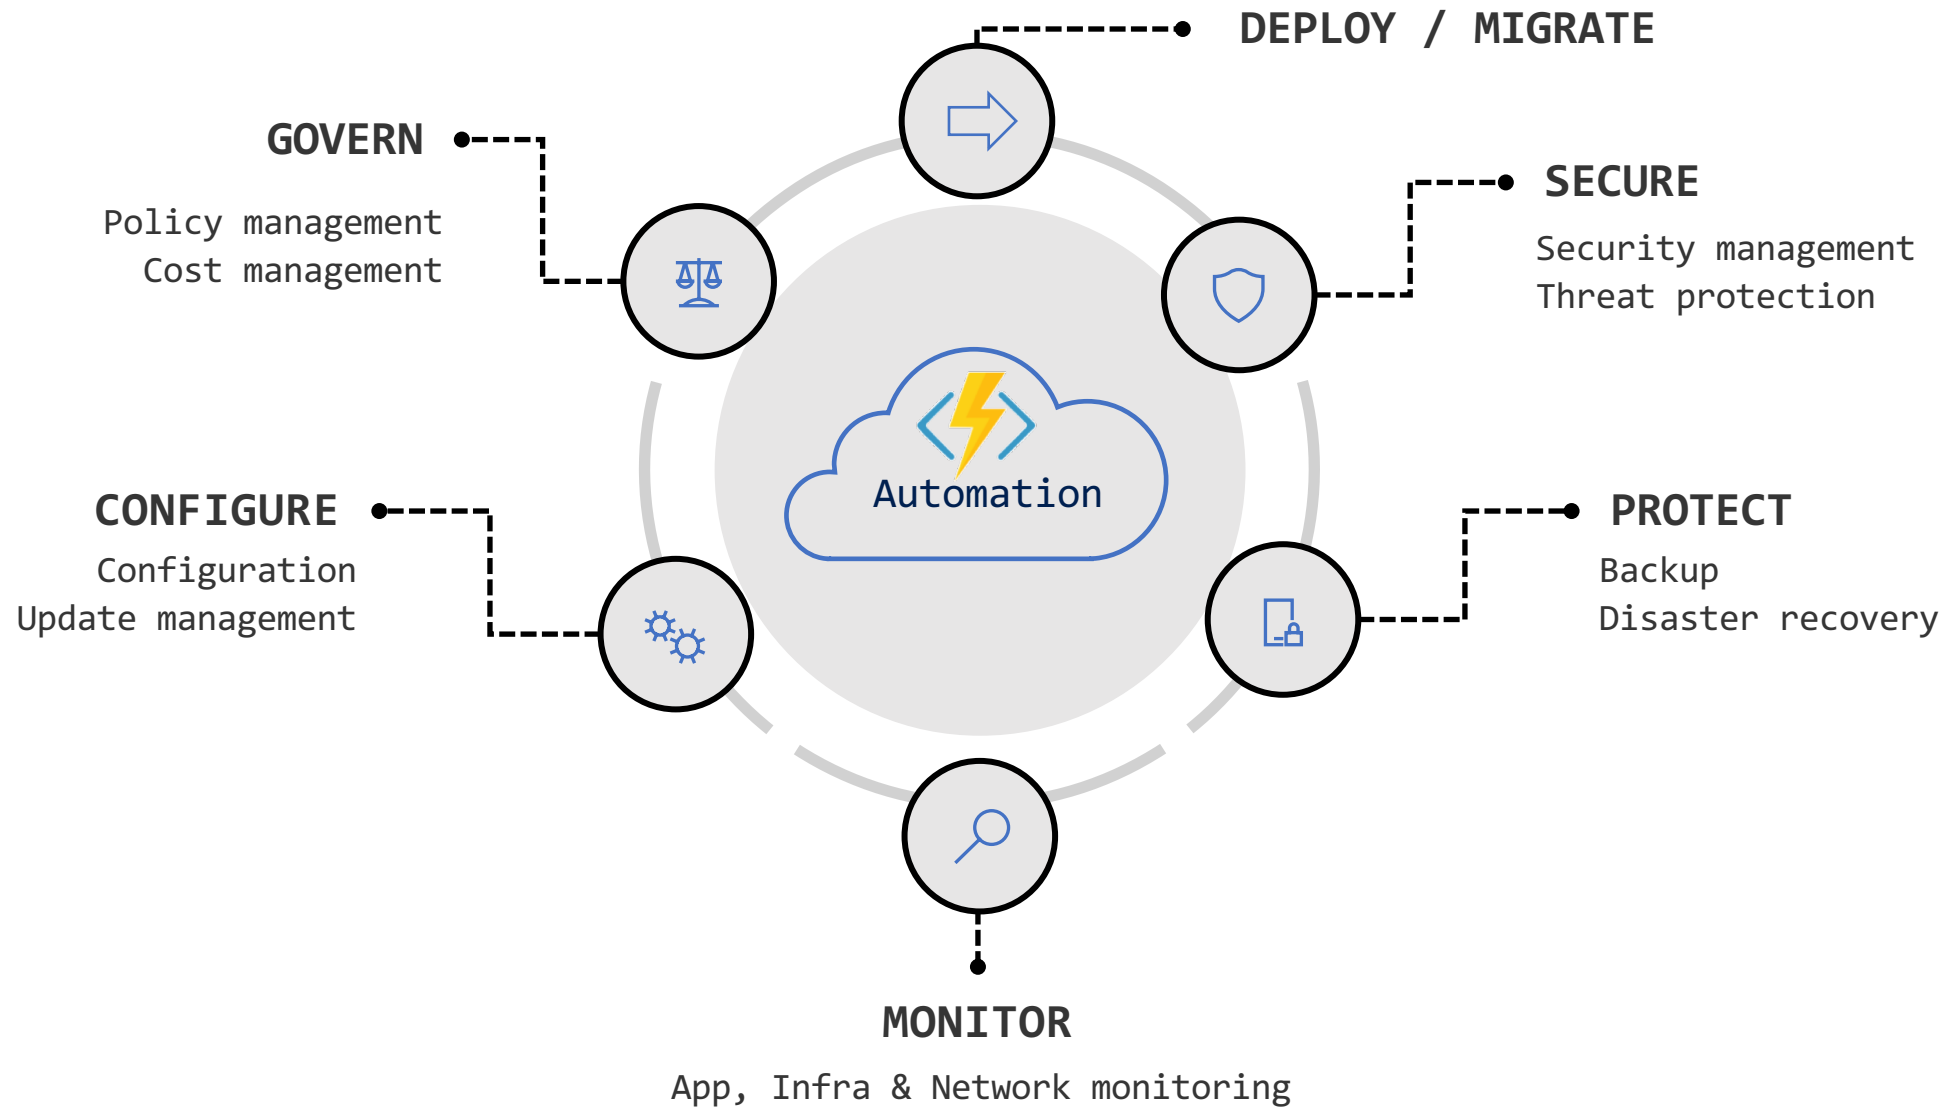 DEPLOY / MIGRATE
GOVERN
Policy management
Cost management
SECURE
Security management
Threat protection
Automation
CONFIGURE
Configuration
Update management
PROTECT
Backup
Disaster recovery
MONITOR
App, Infra & Network monitoring